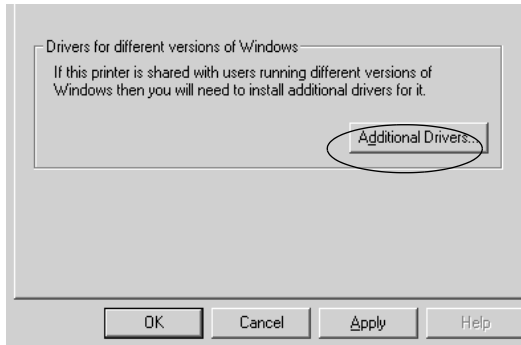 Drivers for different versions of Windows
If this printer is shared with users running different versions of
Windows then you will need to install additional drivers for it.
Additional Drivers...
OK Cancel Apply Help